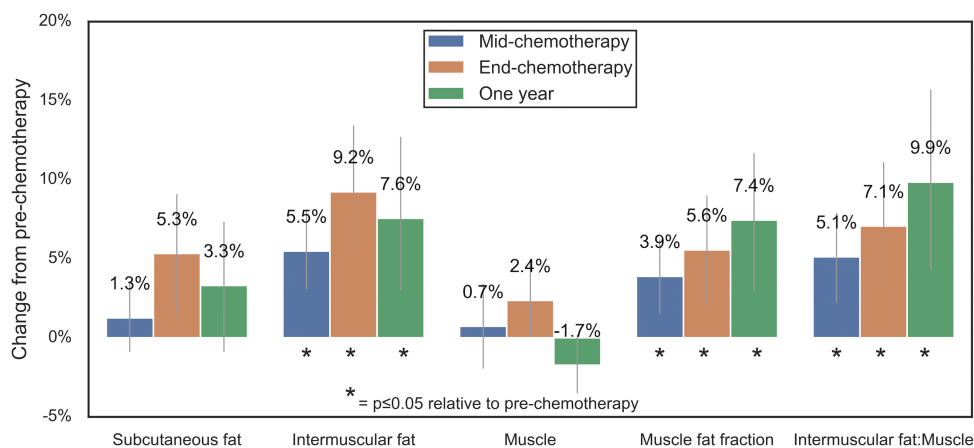 20%
15%
10%
5%
0%
-5%
Change from pre-chemotherapy
Mid-chemotherapy
End-chemotherapy
One year
1.3%
5.3%
3.3%
5.5%
9.2%
7.6%
0.7%
2.4%
-1.7%
3.9%
5.6%
7.4%
5.1%
7.1%
9.9%
* * *
* * *
* * *
* = p≤0.05 relative to pre-chemotherapy
Subcutaneous fat
Intermuscular fat
Muscle
Muscle fat fraction
Intermuscular fat:Muscle